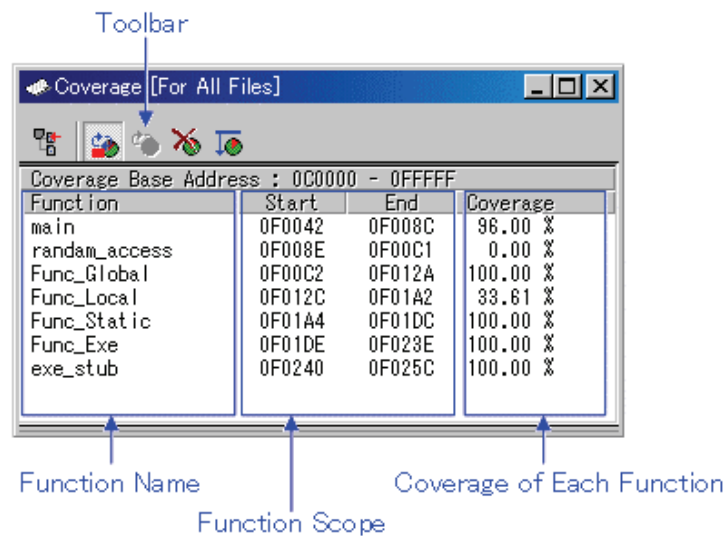 Toolbar
Coverage [For All Files]
Coverage Base Address : 0C0000 - 0FFFFF
Function Start End Coverage
main 0F0042 0F008C 96.00 %
randam_access 0F008E 0F00C1 0.00 %
Func_Global 0F00C2 0F012A 100.00 %
Func_Local 0F012C 0F01A2 33.61 %
Func_Static 0F01A4 0F01DC 100.00 %
Func_Exe 0F01DE 0F023E 100.00 %
exe_stub 0F0240 0F025C 100.00 %
Function Name
Coverage of Each Function
Function Scope